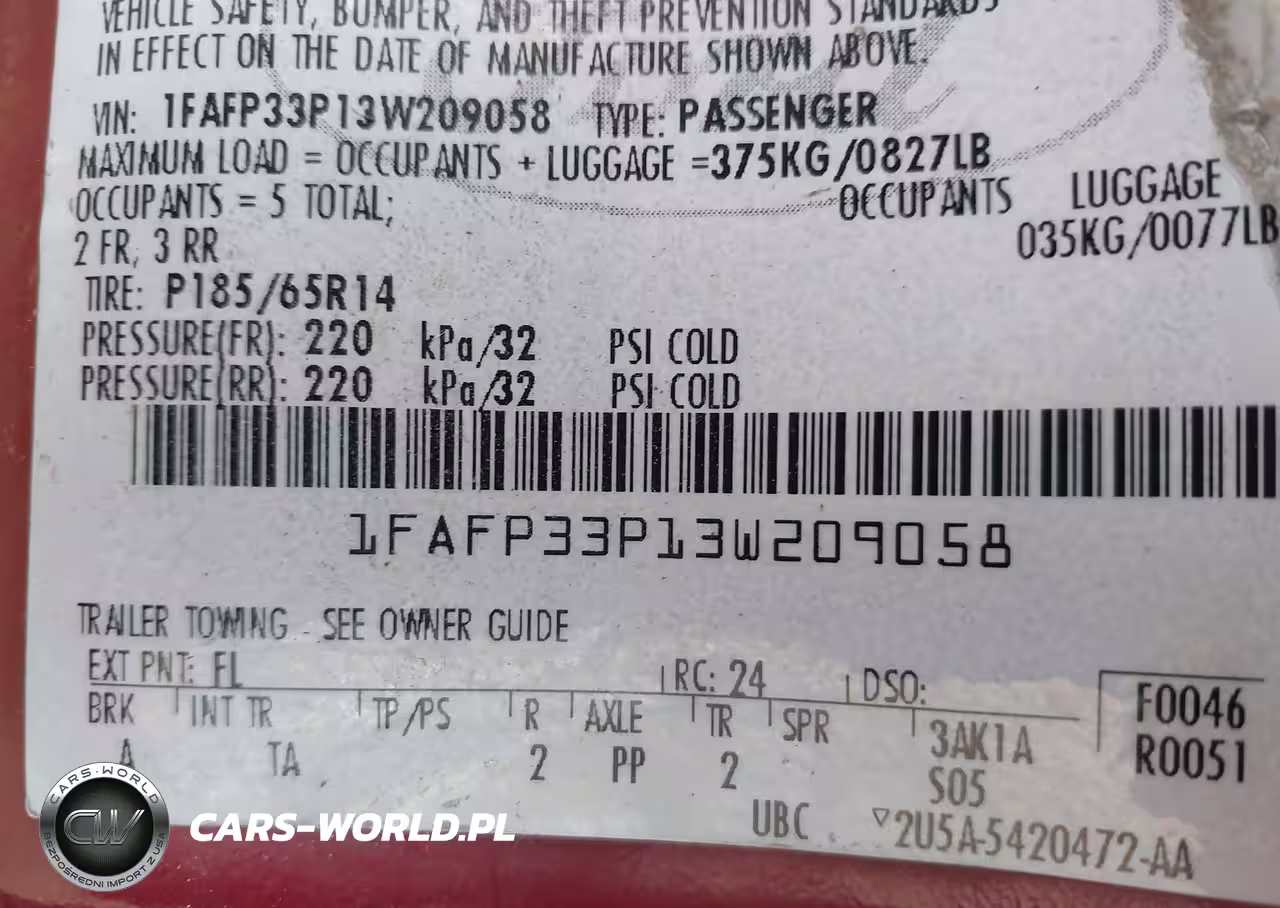 VEHICLE SAFETY, BUMPER, AND THEFT PREVENTION STANDARDS
IN EFFECT ON THE DATE OF MANUFACTURE SHOWN ABOVE.
VIN: 1FAFP33P13W209058 TYPE: PASSENGER
MAXIMUM LOAD = OCCUPANTS + LUGGAGE =375KG/0827LB
OCCUPANTS = 5 TOTAL; OCCUPANTS LUGGAGE
2 FR, 3 RR 035KG/0077LB
TIRE: P185/65R14
PRESSURE(FR): 220 kPa/32 PSI COLD
PRESSURE(RR): 220 kPa/32 PSI COLD
1FAFP33P13W209058
TRAILER TOWING - SEE OWNER GUIDE
EXT PNT: FL RC: 24 DSO: F0046
BRK INT TR TP/PS R AXLE TR SPR 3AK1A R0051
A TA 2 PP 2 S05
UBC ▽2U5A-5420472-AA
CARS-WORLD
CW
BEZPOŚREDNI IMPORT Z USA
CARS-WORLD.PL